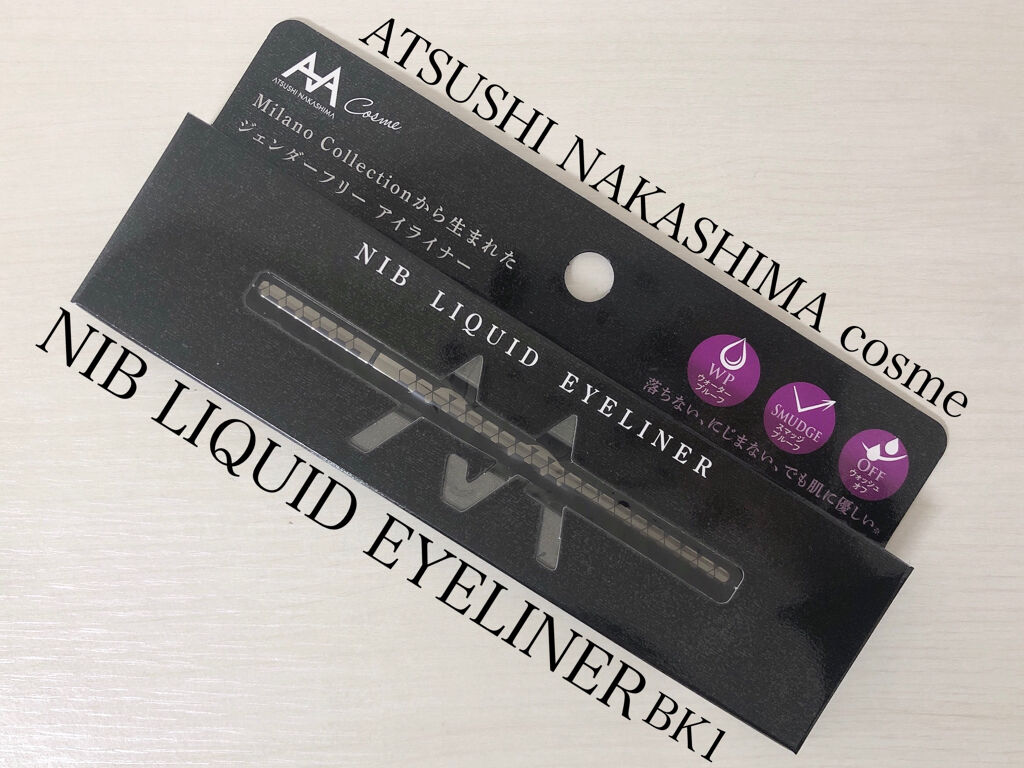 ATSUSHI NAKASHIMA cosme
ATSUSHI NAKASHIMA
Cosme
Milano Collectionから生まれた
ジェンダーフリー アイライナー
NIB LIQUID EYELINER
WP
ウォーター
プルーフ
SMUDGE
スマッジ
プルーフ
OFF
ウォッシュ
オフ
落ちない、にじまない、でも肌に優しい。
NIB LIQUID EYELINER BK1